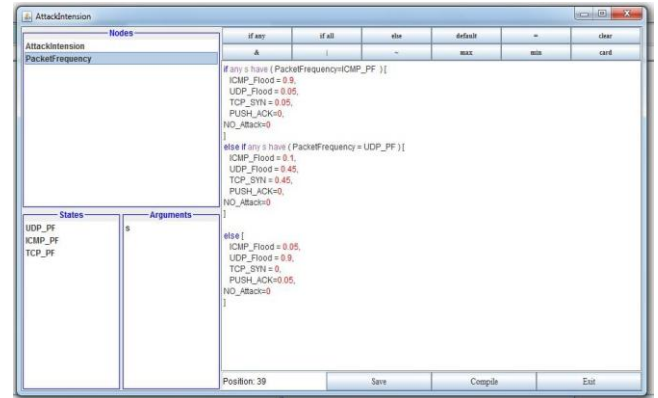 AttackIntension
Nodes
AttackIntension
PacketFrequency
States
UDP_PF
ICMP_PF
TCP_PF
Arguments
s
if any if all else default = clear
& | ~ max min card
if any s have ( PacketFrequency=ICMP_PF ) [
ICMP_Flood = 0.9,
UDP_Flood = 0.05,
TCP_SYN = 0.05,
PUSH_ACK=0,
NO_Attack=0
]
else if any s have ( PacketFrequency = UDP_PF ) [
ICMP_Flood = 0.1,
UDP_Flood = 0.45,
TCP_SYN = 0.45,
PUSH_ACK=0,
NO_Attack=0
]
else [
ICMP_Flood = 0.05,
UDP_Flood = 0.9,
TCP_SYN = 0,
PUSH_ACK=0.05,
NO_Attack=0
]
Position: 39 Save Compile Exit